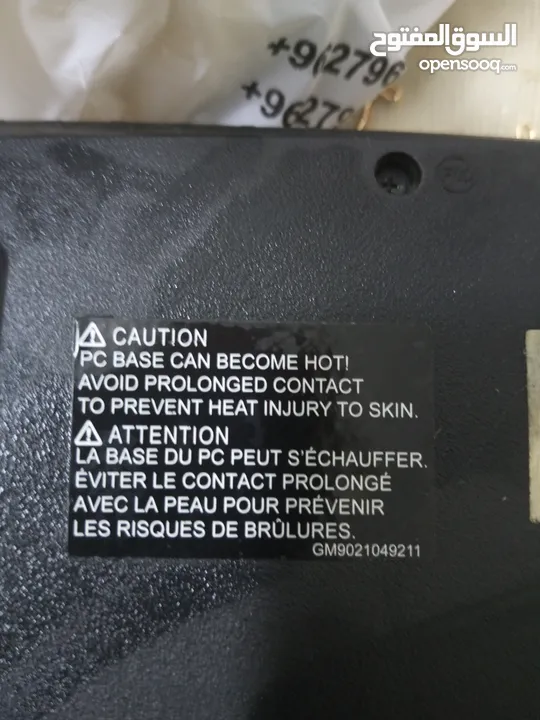 السوق المفتوح
opensooq.com
+962796
+96279
⚠ CAUTION
PC BASE CAN BECOME HOT!
AVOID PROLONGED CONTACT
TO PREVENT HEAT INJURY TO SKIN.
⚠ ATTENTION
LA BASE DU PC PEUT S'ÉCHAUFFER.
ÉVITER LE CONTACT PROLONGÉ
AVEC LA PEAU POUR PRÉVENIR
LES RISQUES DE BRÛLURES.
GM9021049211